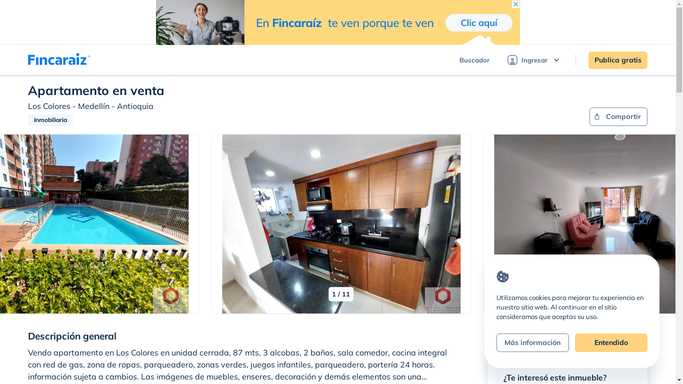 En Fincaraíz te ven porque te ven
Clic aquí
Fincaraiz
Buscador
Ingresar
Publica gratis
Apartamento en venta
Los Colores - Medellín - Antioquia
Inmobiliaria
Compartir
1 / 11
Utilizamos cookies para mejorar tu experiencia en
nuestro sitio web. Al continuar en el sitio
consideramos que aceptas su uso.
Más información
Entendido
Descripción general
Vendo apartamento en Los Colores en unidad cerrada, 87 mts, 3 alcobas, 2 baños, sala comedor, cocina integral
con red de gas, zona de ropas, parqueadero, zonas verdes, juegos infantiles, parqueadero, portería 24 horas.
información sujeta a cambios. Las imágenes de muebles, enseres, decoración y demás elementos son una...
¿Te interesó este inmueble?